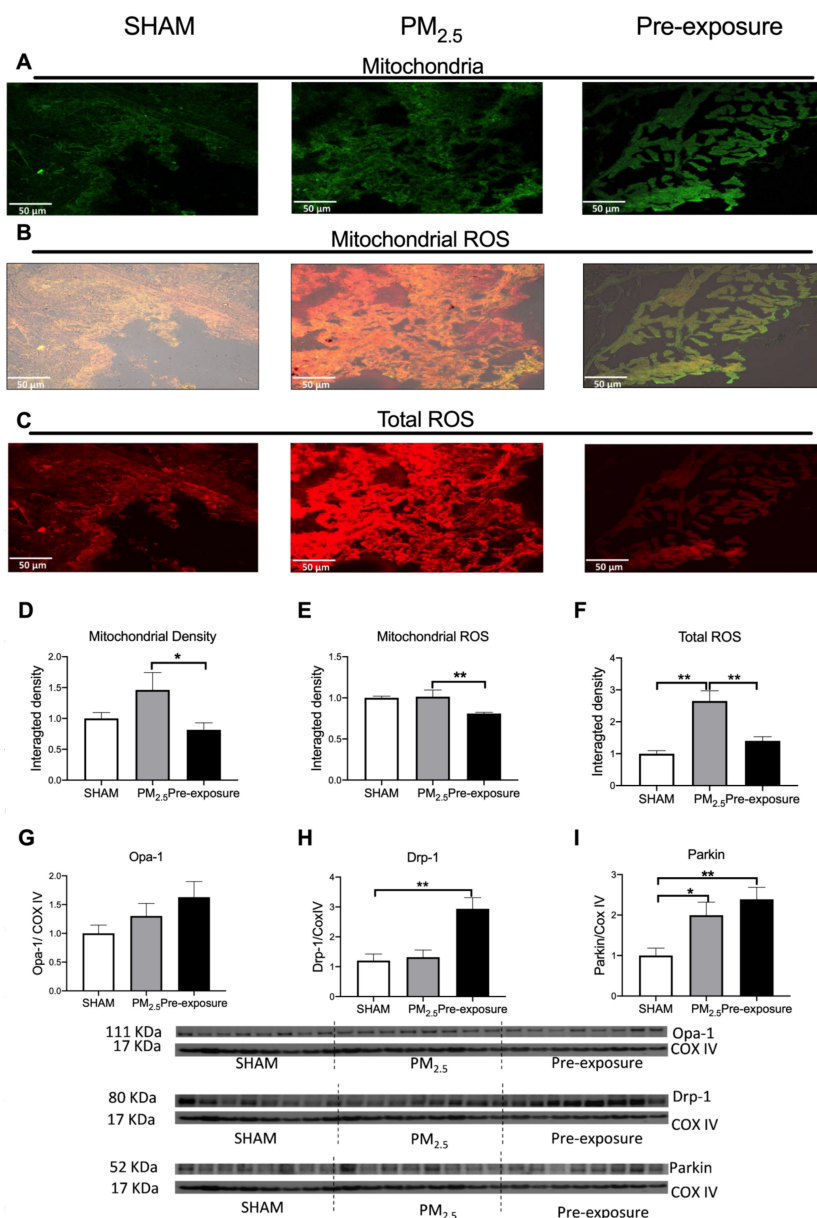 SHAM PM2.5 Pre-exposure
A Mitochondria
50 µm 50 µm 50 µm
B Mitochondrial ROS
50 µm 50 µm 50 µm
C Total ROS
50 µm 50 µm 50 µm
D E F
Mitochondrial Density
Interagted density
2.0
1.5
1.0
0.5
0.0
*
SHAM PM2.5 Pre-exposure
Mitochondrial ROS
Interagted density
1.5
1.0
0.5
0.0
**
SHAM PM2.5 Pre-exposure
Total ROS
Interagted density
4
3
2
1
0
** **
SHAM PM2.5 Pre-exposure
G H I
Opa-1
Opa-1/ COX IV
2.0
1.5
1.0
0.5
0.0
SHAM PM2.5 Pre-exposure
Drp-1
Drp-1/CoxIV
4
3
2
1
0
**
SHAM PM2.5 Pre-exposure
Parkin
Parkin/Cox IV
3
2
1
0
**
*
SHAM PM2.5 Pre-exposure
111 KDa Opa-1
17 KDa COX IV
SHAM PM2.5 Pre-exposure
80 KDa Drp-1
17 KDa COX IV
SHAM PM2.5 Pre-exposure
52 KDa Parkin
17 KDa COX IV
SHAM PM2.5 Pre-exposure